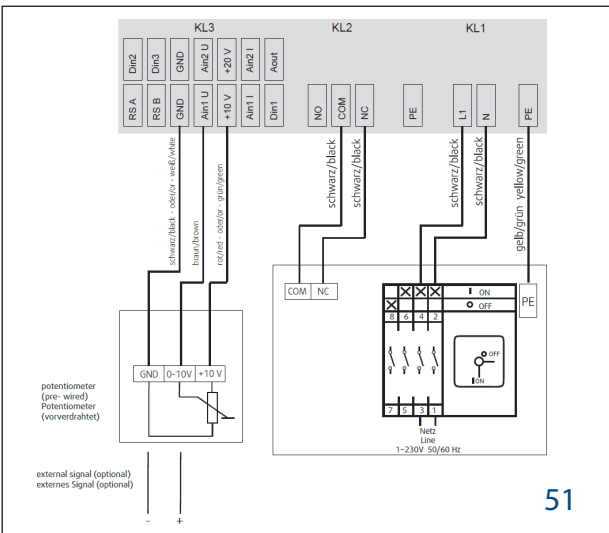 KL3 KL2 KL1
Din2 Din3 GND Ain2 U +20 V Ain2 I Aout
RS A RS B GND Ain1 U +10 V Ain1 I Din1
NO COM NC PE L1 N PE
schwarz/black - oder/or - weiß/white
braun/brown
rot/red - oder/or - grün/green
schwarz/black
schwarz/black
schwarz/black
schwarz/black
gelb/grün yellow/green
COM NC
I ON
O OFF
PE
8 6 4 2
OFF
ON
7 5 3 1
Netz
Line
1~230V 50/60 Hz
GND 0-10V +10 V
potentiometer
(pre- wired)
Potentiometer
(vorverdrahtet)
external signal (optional)
externes Signal (optional)
- +
51